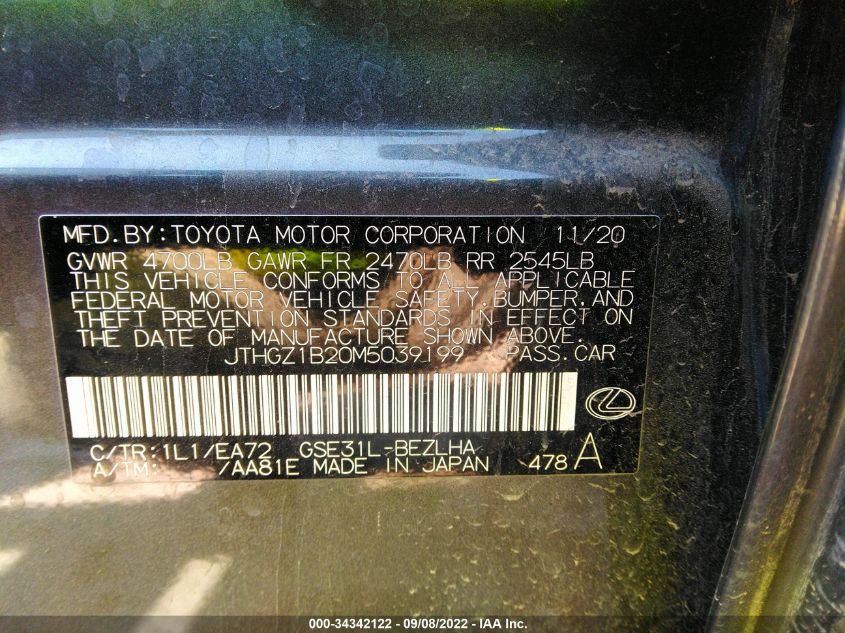 MFD.BY:TOYOTA MOTOR CORPORATION 11/20
GVWR 4700LB GAWR FR 2470LB RR 2545LB
THIS VEHICLE CONFORMS TO ALL APPLICABLE
FEDERAL MOTOR VEHICLE SAFETY,BUMPER,AND
THEFT PREVENTION STANDARDS IN EFFECT ON
THE DATE OF MANUFACTURE SHOWN ABOVE.
JTHGZ1B20M5039199 PASS.CAR
C/TR:1L1/EA72 GSE31L-BEZLHA
A/TM: /AA81E MADE IN JAPAN 478 A
000-34342122 - 09/08/2022 - IAA Inc.